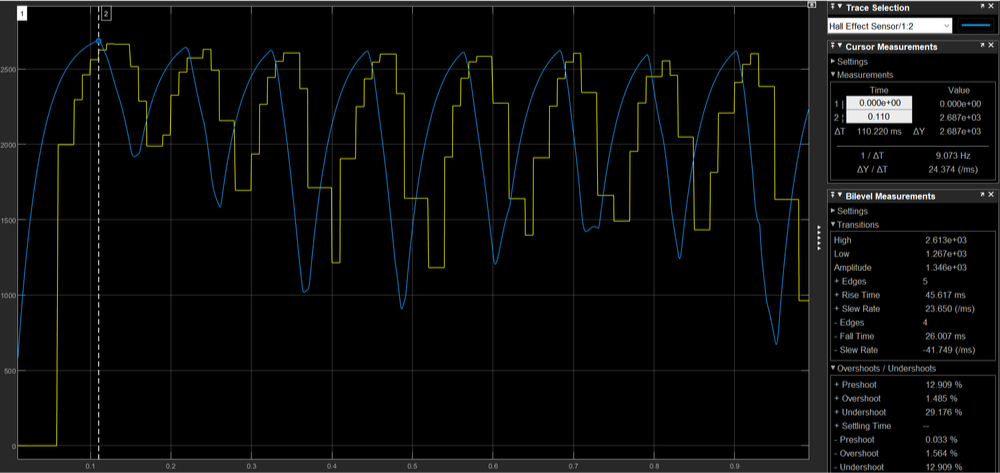 1
2
2500
2000
1500
1000
500
0
0.1 0.2 0.3 0.4 0.5 0.6 0.7 0.8 0.9
Trace Selection
Hall Effect Sensor/1:2
Cursor Measurements
Settings
Measurements
Time Value
1 | 0.000e+00 0.000e+00
2 ¦ 0.110 2.687e+03
ΔT 110.220 ms ΔY 2.687e+03
1 / ΔT 9.073 Hz
ΔY / ΔT 24.374 (/ms)
Bilevel Measurements
Settings
Transitions
High 2.613e+03
Low 1.267e+03
Amplitude 1.346e+03
+ Edges 5
+ Rise Time 45.617 ms
+ Slew Rate 23.650 (/ms)
- Edges 4
- Fall Time 26.007 ms
- Slew Rate -41.749 (/ms)
Overshoots / Undershoots
+ Preshoot 12.909 %
+ Overshoot 1.485 %
+ Undershoot 29.176 %
+ Settling Time --
- Preshoot 0.033 %
- Overshoot 1.564 %
- Undershoot 12.909 %